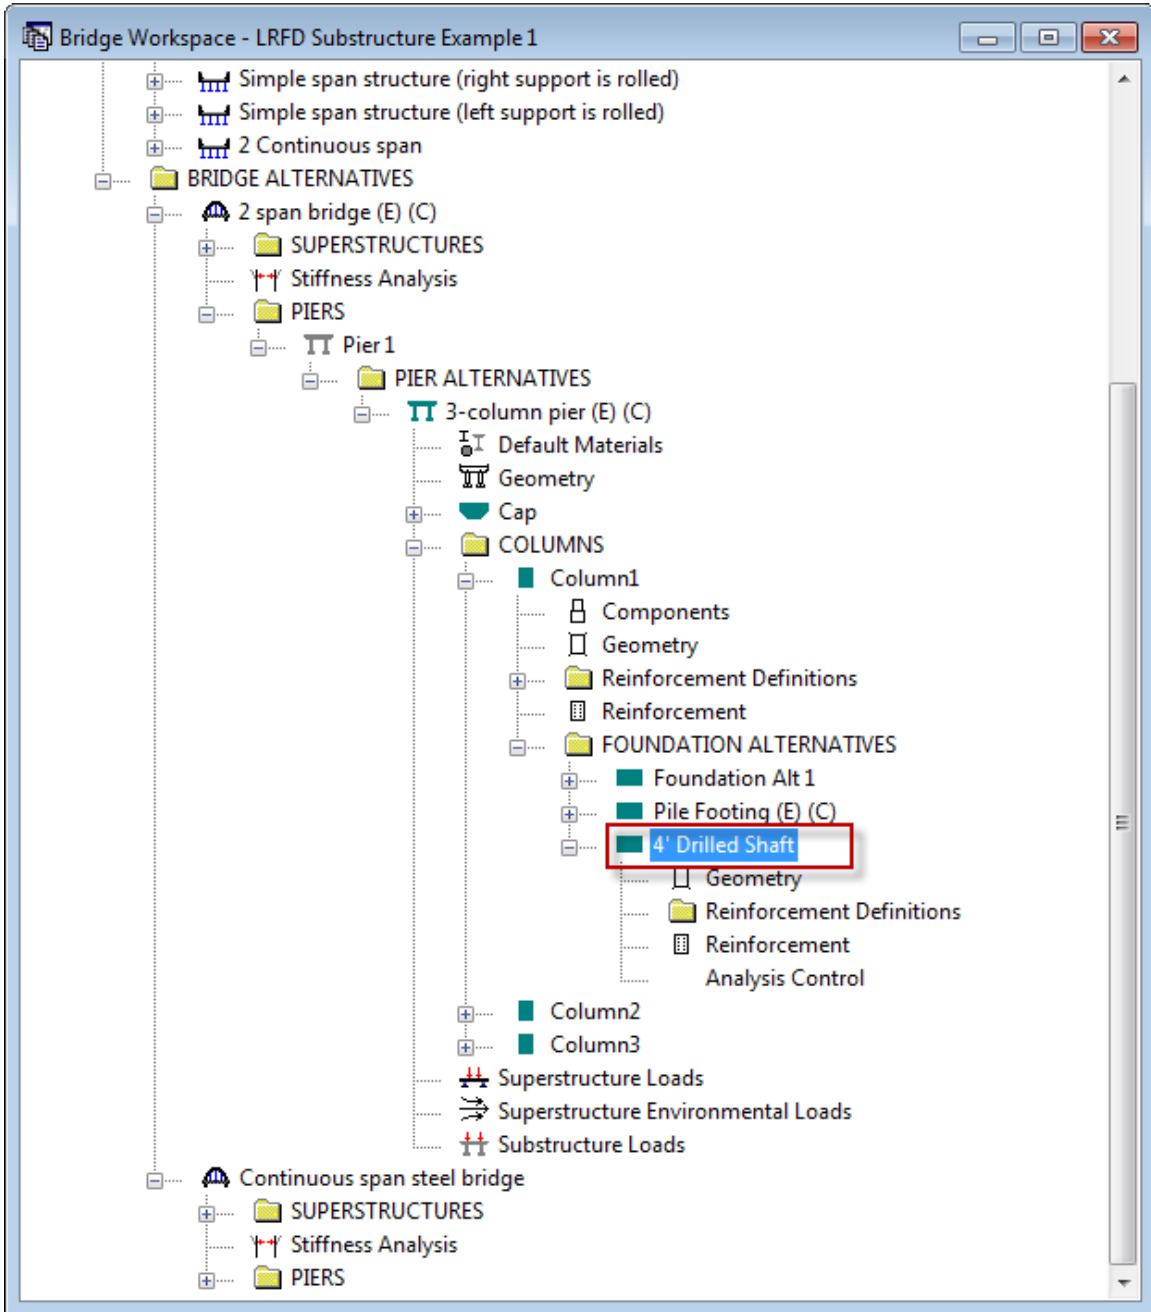 Bridge Workspace - LRFD Substructure Example 1
Simple span structure (right support is rolled)
Simple span structure (left support is rolled)
2 Continuous span
BRIDGE ALTERNATIVES
2 span bridge (E) (C)
SUPERSTRUCTURES
Stiffness Analysis
PIERS
Pier 1
PIER ALTERNATIVES
3-column pier (E) (C)
Default Materials
Geometry
Cap
COLUMNS
Column1
Components
Geometry
Reinforcement Definitions
Reinforcement
FOUNDATION ALTERNATIVES
Foundation Alt 1
Pile Footing (E) (C)
4' Drilled Shaft
Geometry
Reinforcement Definitions
Reinforcement
Analysis Control
Column2
Column3
Superstructure Loads
Superstructure Environmental Loads
Substructure Loads
Continuous span steel bridge
SUPERSTRUCTURES
Stiffness Analysis
PIERS